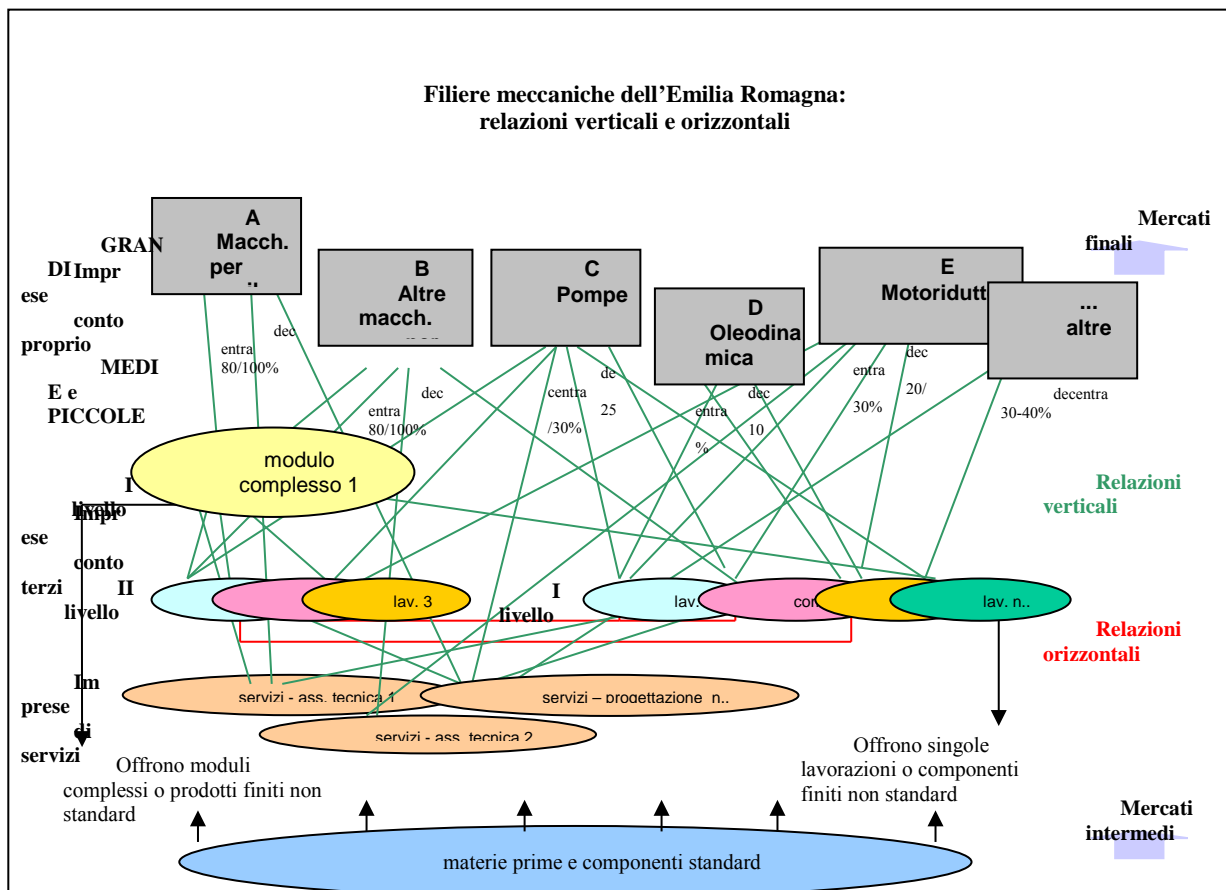 Filiere meccaniche dell’Emilia Romagna:
relazioni verticali e orizzontali
Mercati
finali
GRAN
DI
Impr
ese
conto
proprio
MEDI
E e
PICCOLE
A
Macch.
per
..
B
Altre
macch.
C
Pompe
D
Oleodina
mica
E
Motoridutt
...
altre
dec
entra
80/100%
dec
entra
80/100%
de
centra
25
/30%
dec
entra
10
%
dec
entra
20/
30%
decentra
30-40%
modulo
complesso 1
I
livello
Impr
ese
conto
terzi
II
livello
Relazioni
verticali
lav. 3
I
livello
lav.
con.
lav. n..
Relazioni
orizzontali
Im
prese
di
servizi
servizi - ass. tecnica 1
servizi – progettazione n..
servizi - ass. tecnica 2
Offrono moduli
complessi o prodotti finiti non
standard
Offrono singole
lavorazioni o componenti
finiti non standard
Mercati
intermedi
materie prime e componenti standard